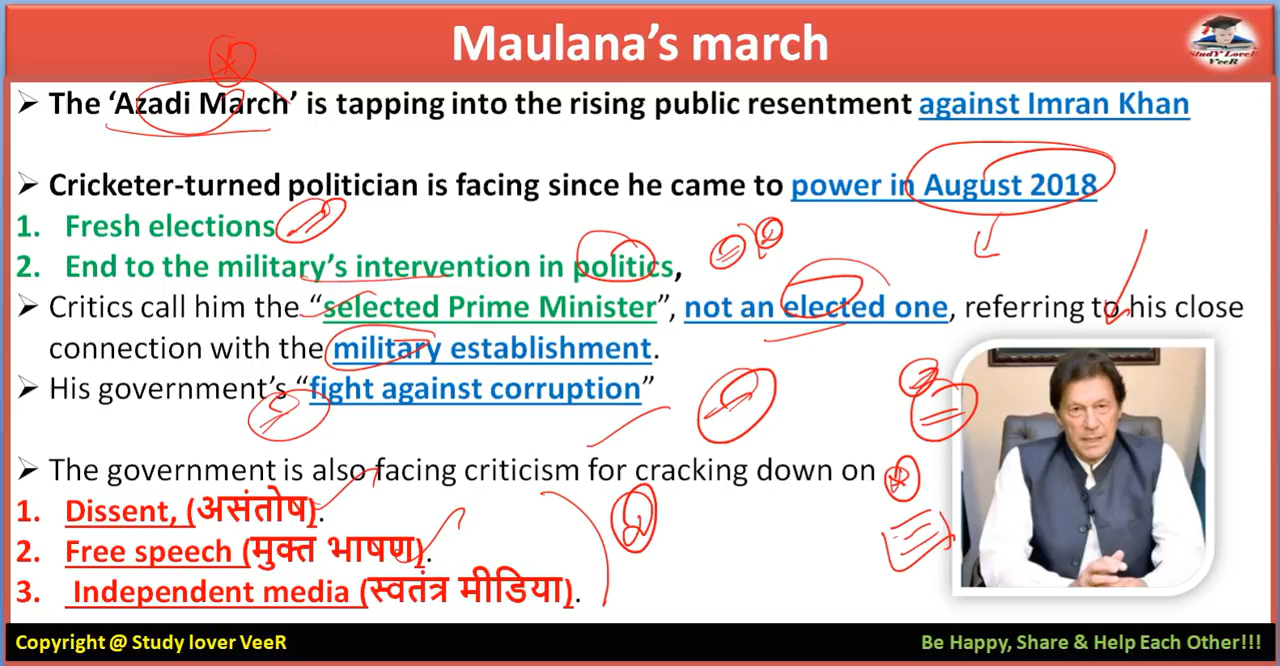 Maulana's march
StudY LoveR
VeeR
➢ The ‘Azadi March’ is tapping into the rising public resentment against Imran Khan
➢ Cricketer-turned politician is facing since he came to power in August 2018
1. Fresh elections
2. End to the military’s intervention in politics,
➢ Critics call him the “selected Prime Minister”, not an elected one, referring to his close
connection with the military establishment.
➢ His government’s “fight against corruption”
➢ The government is also facing criticism for cracking down on
1. Dissent, (असंतोष).
2. Free speech (मुक्त भाषण).
3. Independent media (स्वतंत्र मीडिया).
Copyright @ Study lover VeeR
Be Happy, Share & Help Each Other!!!